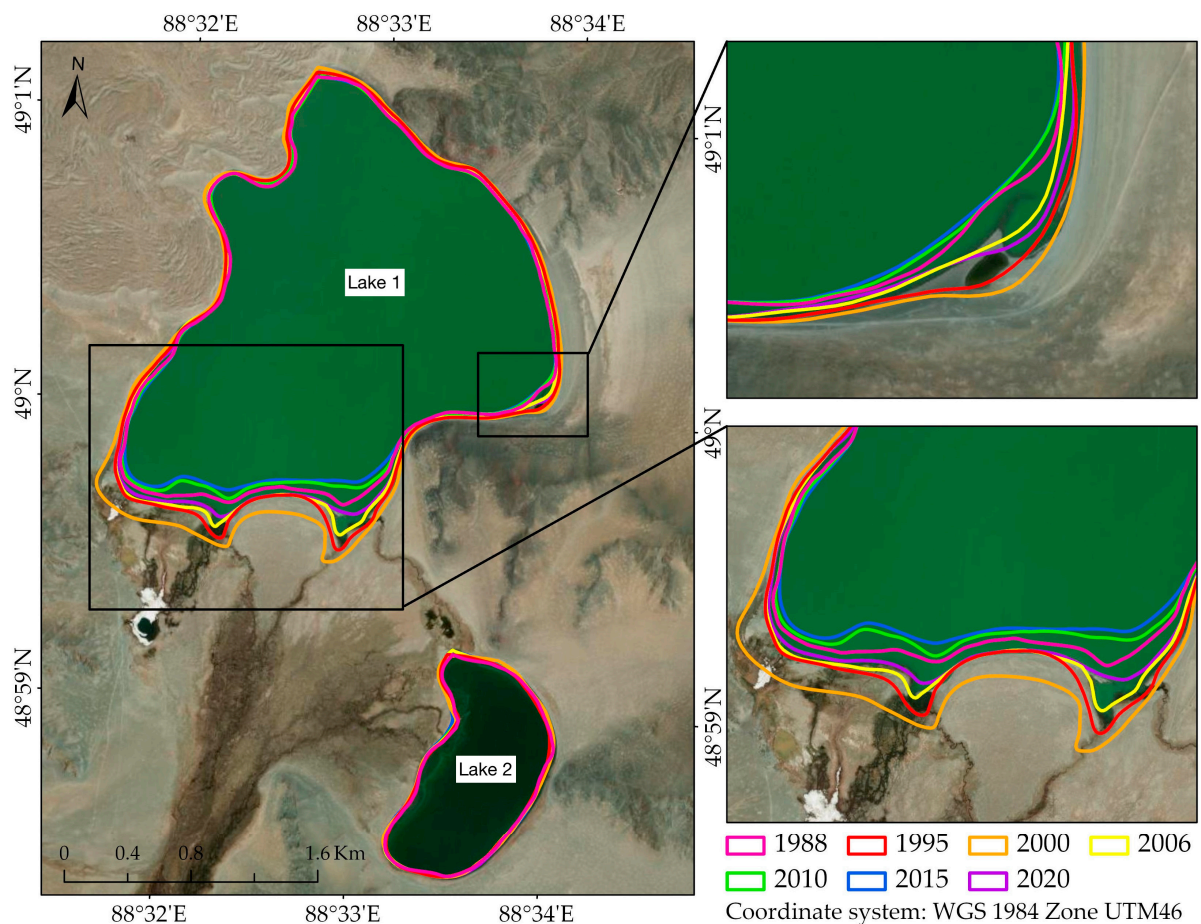 88°32'E 88°33'E 88°34'E
N
49°1'N
49°1'N
Lake 1
49°N
49°N
48°59'N
48°59'N
Lake 2
0 0.4 0.8 1.6 Km
88°32'E 88°33'E 88°34'E
1988 1995 2000 2006
2010 2015 2020
Coordinate system: WGS 1984 Zone UTM46